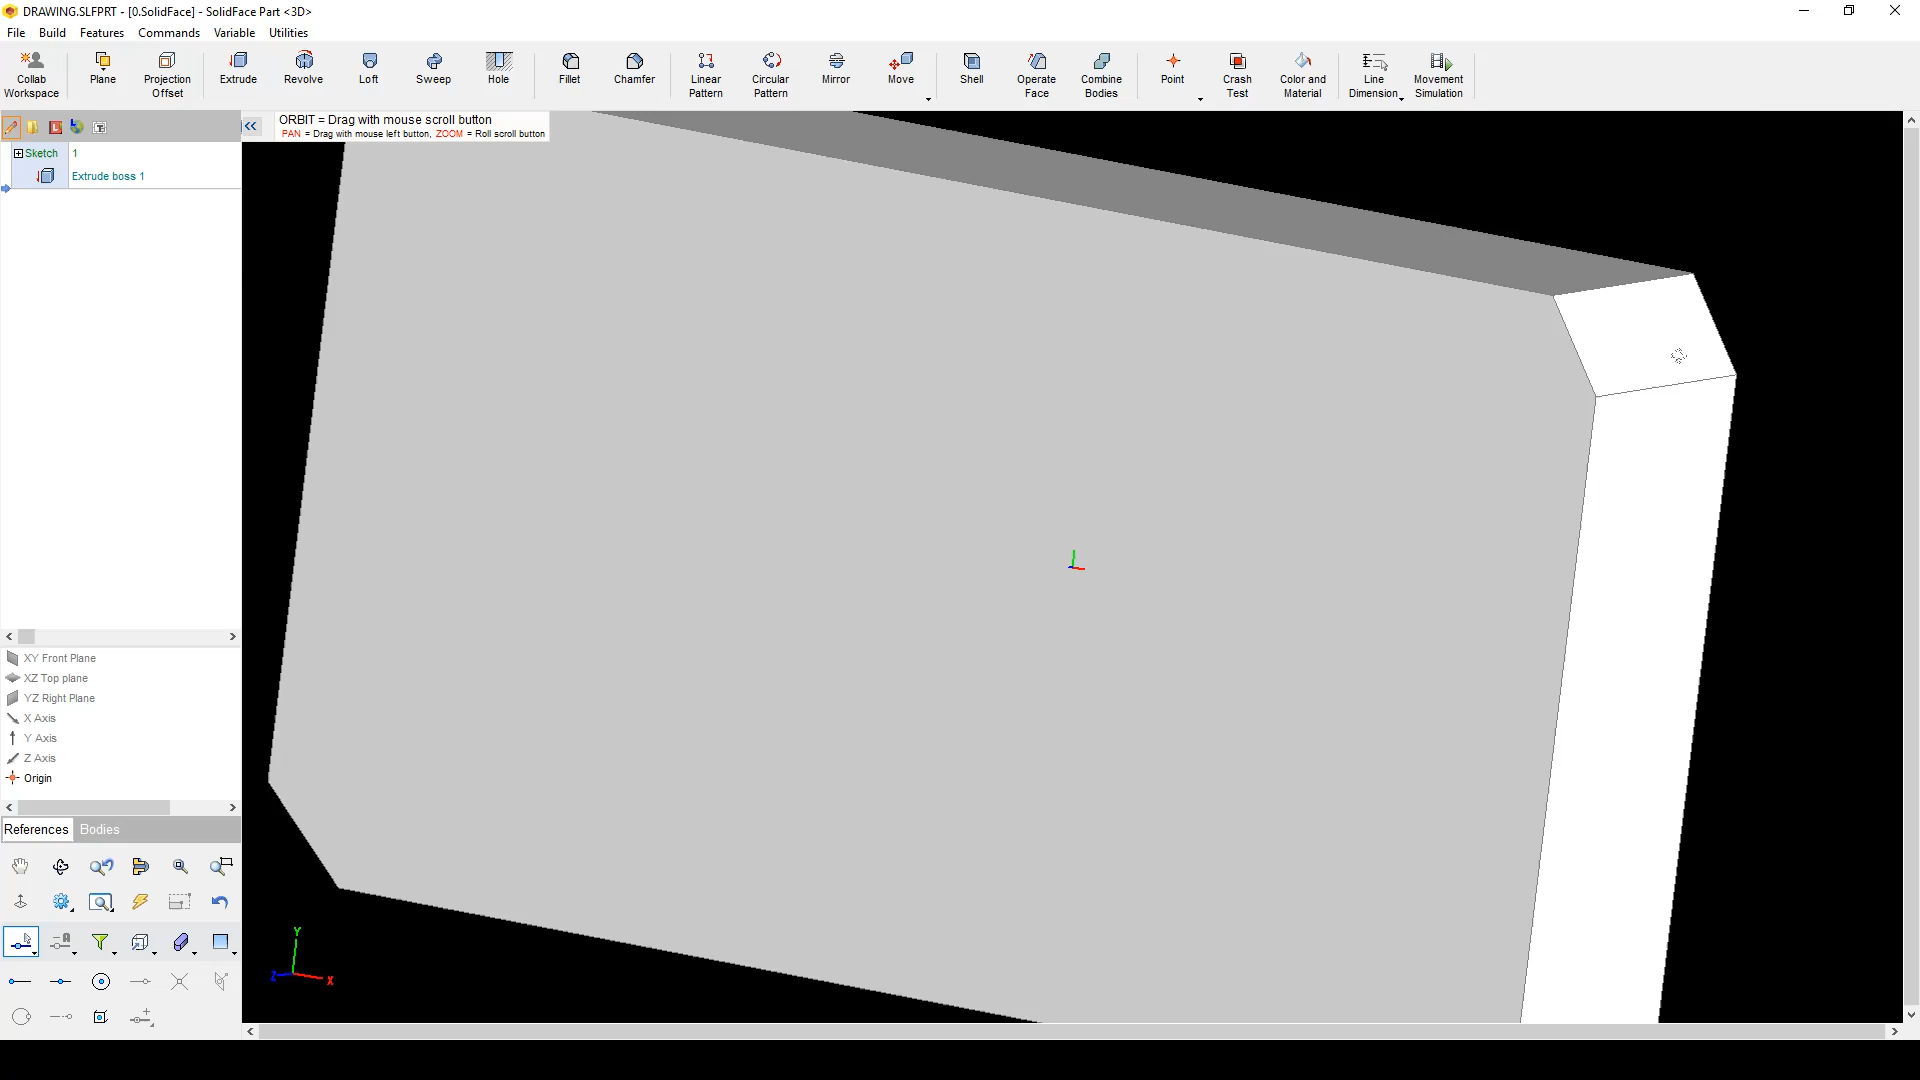 DRAWING.SLFPRT - [0.SolidFace] - SolidFace Part <3D>
File Build Features Commands Variable Utilities
Collab Workspace
Plane
Projection Offset
Extrude
Revolve
Loft
Sweep
Hole
Fillet
Chamfer
Linear Pattern
Circular Pattern
Mirror
Move
Shell
Operate Face
Combine Bodies
Point
Crash Test
Color and Material
Line Dimension
Movement Simulation
ORBIT = Drag with mouse scroll button
PAN = Drag with mouse left button, ZOOM = Roll scroll button
Sketch 1
Extrude boss 1
XY Front Plane
XZ Top plane
YZ Right Plane
X Axis
Y Axis
Z Axis
Origin
References Bodies
Y
Z
X